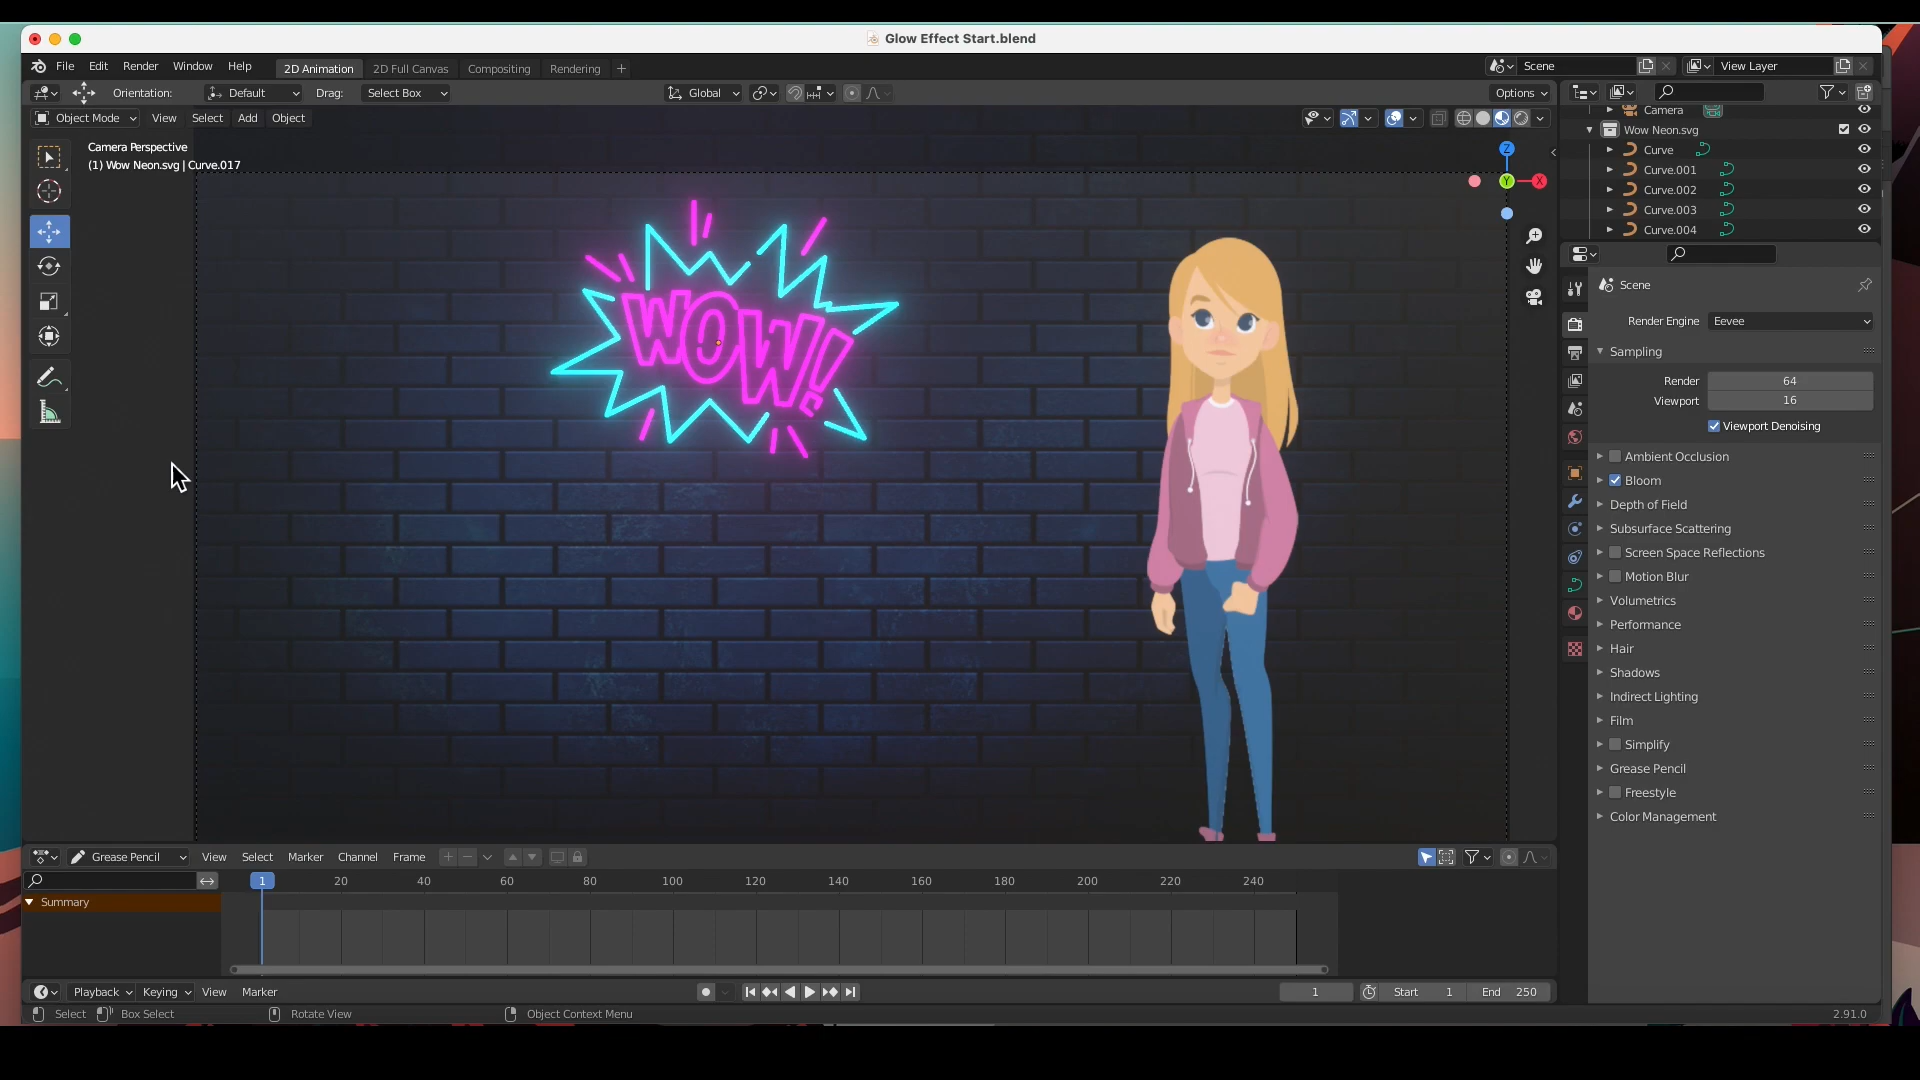 Glow Effect Start.blend
File Edit Render Window Help 2D Animation 2D Full Canvas Compositing Rendering + Scene View Layer
Orientation: Default Drag: Select Box Global Options
Object Mode View Select Add Object
Camera Perspective
(1) Wow Neon.svg | Curve.017
Z
Y
X
WOW!
Camera
Wow Neon.svg
Curve
Curve.001
Curve.002
Curve.003
Curve.004
Scene
Render Engine Eevee
Sampling
Render 64
Viewport 16
Viewport Denoising
Ambient Occlusion
Bloom
Depth of Field
Subsurface Scattering
Screen Space Reflections
Motion Blur
Volumetrics
Performance
Hair
Shadows
Indirect Lighting
Film
Simplify
Grease Pencil
Freestyle
Color Management
Grease Pencil View Select Marker Channel Frame
1 20 40 60 80 100 120 140 160 180 200 220 240
Summary
Playback Keying View Marker 1 Start 1 End 250
Select Box Select Rotate View Object Context Menu 2.91.0